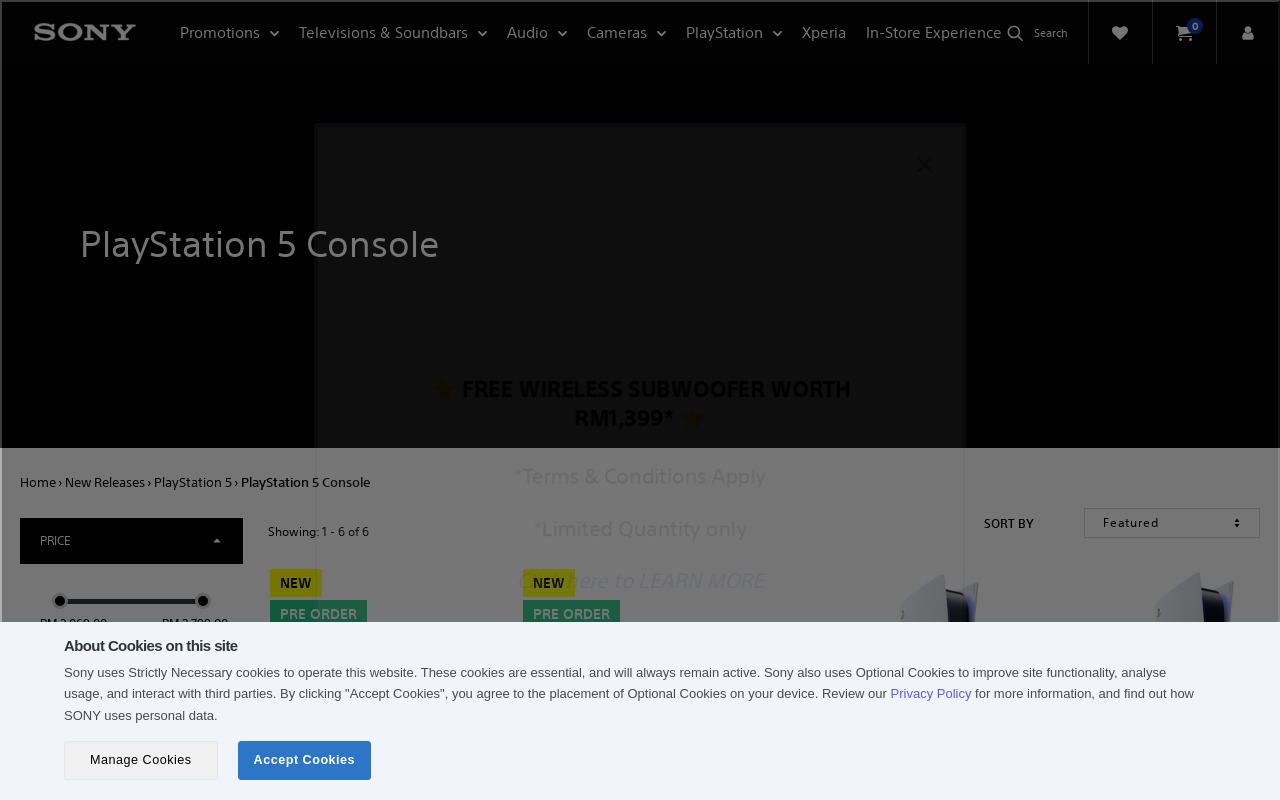 SONY
Promotions
Televisions & Soundbars
Audio
Cameras
PlayStation
Xperia
In-Store Experience
Search
0
PlayStation 5 Console
⭐ FREE WIRELESS SUBWOOFER WORTH
RM1,399* ⭐
*Terms & Conditions Apply
*Limited Quantity only
Click here to LEARN MORE
Home › New Releases › PlayStation 5 › PlayStation 5 Console
PRICE
Showing: 1 - 6 of 6
SORT BY
Featured
NEW
PRE ORDER
NEW
PRE ORDER
About Cookies on this site
Sony uses Strictly Necessary cookies to operate this website. These cookies are essential, and will always remain active. Sony also uses Optional Cookies to improve site functionality, analyse
usage, and interact with third parties. By clicking "Accept Cookies", you agree to the placement of Optional Cookies on your device. Review our Privacy Policy for more information, and find out how
SONY uses personal data.
Manage Cookies
Accept Cookies